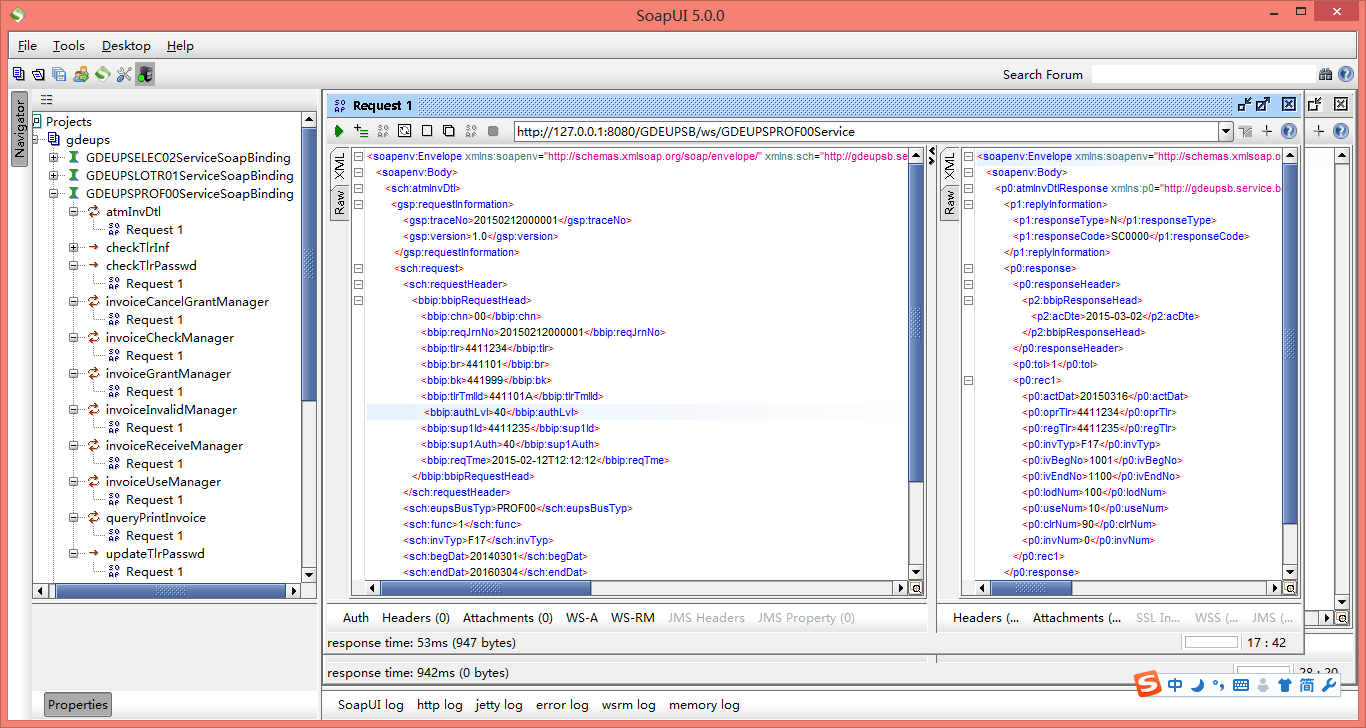 SoapUI 5.0.0
File Tools Desktop Help
Search Forum
Navigator
Projects
gdeups
GDEUPSELEC02ServiceSoapBinding
GDEUPSLOTR01ServiceSoapBinding
GDEUPSPROF00ServiceSoapBinding
atmInvDtl
Request 1
checkTlrInf
checkTlrPasswd
Request 1
invoiceCancelGrantManager
Request 1
invoiceCheckManager
Request 1
invoiceGrantManager
Request 1
invoiceInvalidManager
Request 1
invoiceReceiveManager
Request 1
invoiceUseManager
Request 1
queryPrintInvoice
Request 1
updateTlrPasswd
Request 1
Properties
Request 1
http://127.0.0.1:8080/GDEUPSB/ws/GDEUPSPROF00Service
XML
Raw
<soapenv:Envelope xmlns:soapenv="http://schemas.xmlsoap.org/soap/envelope/" xmlns:sch="http://gdeupsb.se
<soapenv:Body>
<sch:atmInvDtl>
<gsp:requestInformation>
<gsp:traceNo>20150212000001</gsp:traceNo>
<gsp:version>1.0</gsp:version>
</gsp:requestInformation>
<sch:request>
<sch:requestHeader>
<bbip:bbipRequestHead>
<bbip:chn>00</bbip:chn>
<bbip:reqJrnNo>20150212000001</bbip:reqJrnNo>
<bbip:tlr>4411234</bbip:tlr>
<bbip:br>441101</bbip:br>
<bbip:bk>441999</bbip:bk>
<bbip:tlrTmlId>441101A</bbip:tlrTmlId>
<bbip:authLvl>40</bbip:authLvl>
<bbip:sup1Id>4411235</bbip:sup1Id>
<bbip:sup1Auth>40</bbip:sup1Auth>
<bbip:reqTme>2015-02-12T12:12:12</bbip:reqTme>
</bbip:bbipRequestHead>
</sch:requestHeader>
<sch:eupsBusTyp>PROF00</sch:eupsBusTyp>
<sch:func>1</sch:func>
<sch:invTyp>F17</sch:invTyp>
<sch:begDat>20140301</sch:begDat>
<sch:endDat>20160304</sch:endDat>
XML
Raw
<soapenv:Envelope xmlns:soapenv="http://schemas.xmlsoap.o
<soapenv:Body>
<p0:atmInvDtlResponse xmlns:p0="http://gdeupsb.service.b
<p1:replyInformation>
<p1:responseType>N</p1:responseType>
<p1:responseCode>SC0000</p1:responseCode>
</p1:replyInformation>
<p0:response>
<p0:responseHeader>
<p2:bbipResponseHead>
<p2:acDte>2015-03-02</p2:acDte>
</p2:bbipResponseHead>
</p0:responseHeader>
<p0:tol>1</p0:tol>
<p0:rec1>
<p0:actDat>20150316</p0:actDat>
<p0:oprTlr>4411234</p0:oprTlr>
<p0:regTlr>4411235</p0:regTlr>
<p0:invTyp>F17</p0:invTyp>
<p0:ivBegNo>1001</p0:ivBegNo>
<p0:ivEndNo>1100</p0:ivEndNo>
<p0:lodNum>100</p0:lodNum>
<p0:useNum>10</p0:useNum>
<p0:clrNum>90</p0:clrNum>
<p0:invNum>0</p0:invNum>
</p0:rec1>
</p0:response>
Auth Headers (0) Attachments (0) WS-A WS-RM JMS Headers JMS Property (0)
Headers (... Attachments (... SSL In... WSS (... JMS (...
response time: 53ms (947 bytes)
17 : 42
response time: 942ms (0 bytes)
28 : 20
中 简
SoapUI log http log jetty log error log wsrm log memory log